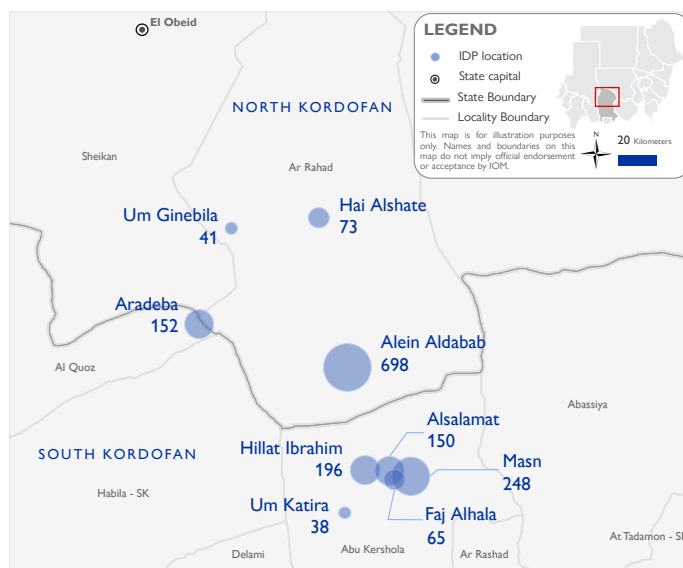 El Obeid
LEGEND
IDP location
State capital
State Boundary
Locality Boundary
This map is for illustration purposes
only. Names and boundaries on this
map do not imply official endorsement
or acceptance by IOM.
N
20 Kilometers
NORTH KORDOFAN
Sheikan
Ar Rahad
Um Ginebila
41
Hai Alshate
73
Aradeba
152
Alein Aldabab
698
Al Quoz
Abassiya
Alsalamat
150
SOUTH KORDOFAN
Hillat Ibrahim
196
Masn
248
Habila - SK
Um Katira
38
Faj Alhala
65
At Tadamon - S
Delami
Abu Kershola
Ar Rashad